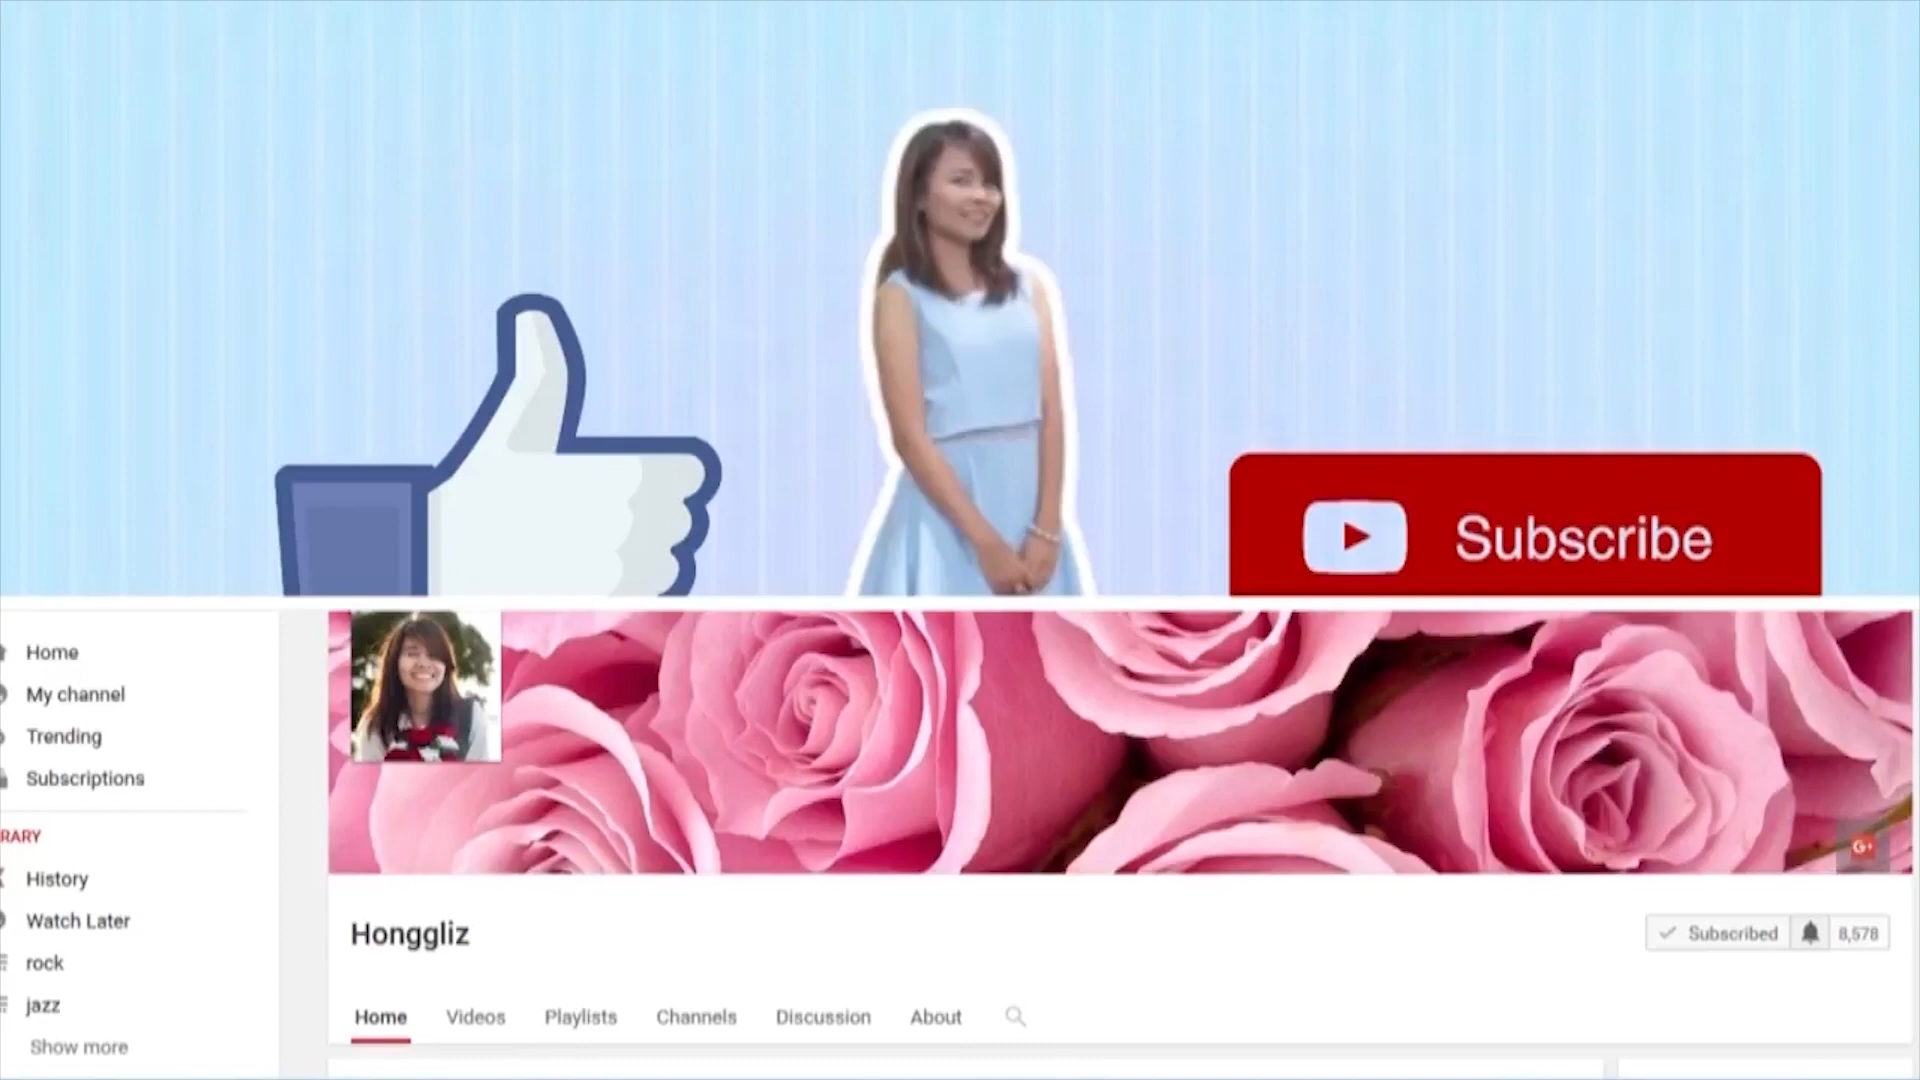 Subscribe
Home
My channel
Trending
Subscriptions
RARY
History
Watch Later
rock
jazz
Show more
G+
Honggliz
Subscribed 8,578
Home Videos Playlists Channels Discussion About